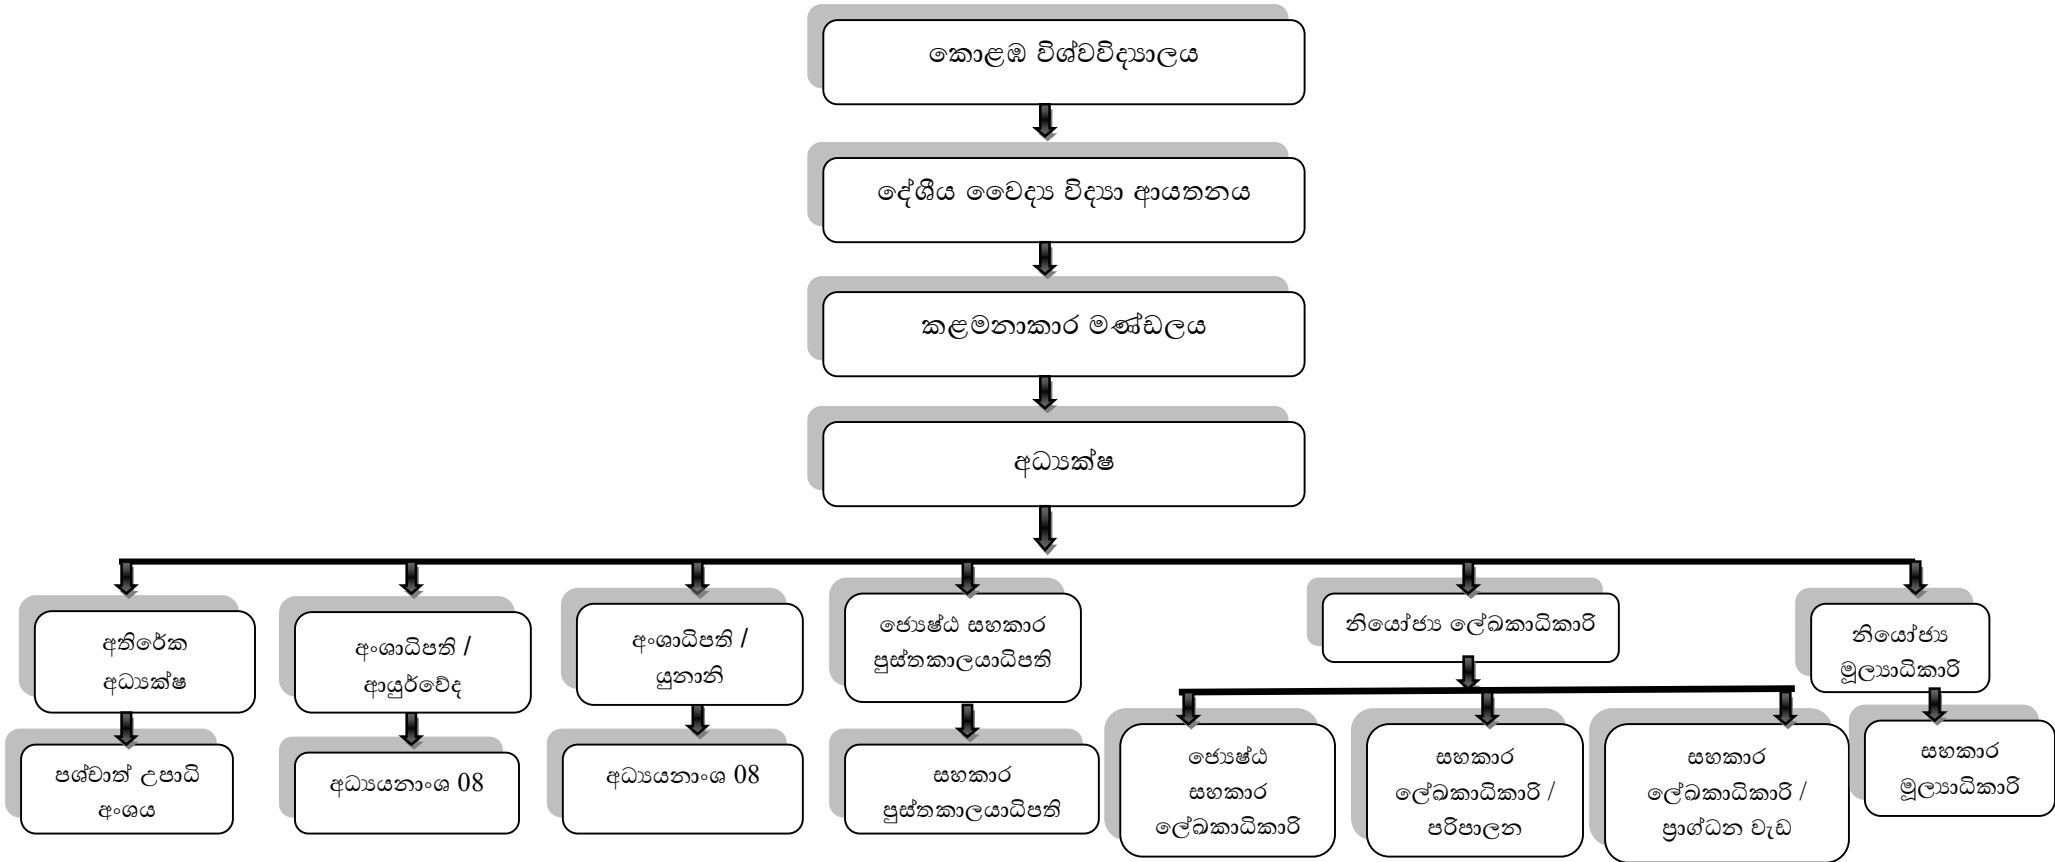 කොළඹ විශ්වවිද්‍යාලය
දේශීය වෛද්‍ය විද්‍යා ආයතනය
කළමනාකාර මණ්ඩලය
අධ්‍යක්ෂ
අතිරේක
අධ්‍යක්ෂ
අංශාධිපති /
ආයුර්වේද
අංශාධිපති /
යුනානි
ජ්‍යෙෂ්ඨ සහකාර
පුස්තකාලයාධිපති
නියෝජ්‍ය ලේඛකාධිකාරි
නියෝජ්‍ය
මූල්‍යාධිකාරි
පශ්චාත් උපාධි
අංශය
අධ්‍යයනාංශ 08
අධ්‍යයනාංශ 08
සහකාර
පුස්තකාලයාධිපති
ජ්‍යෙෂ්ඨ
සහකාර
ලේඛකාධිකාරි
සහකාර
ලේඛකාධිකාරි /
පරිපාලන
සහකාර
ලේඛකාධිකාරි /
ප්‍රාග්ධන වැඩ
සහකාර
මූල්‍යාධිකාරි